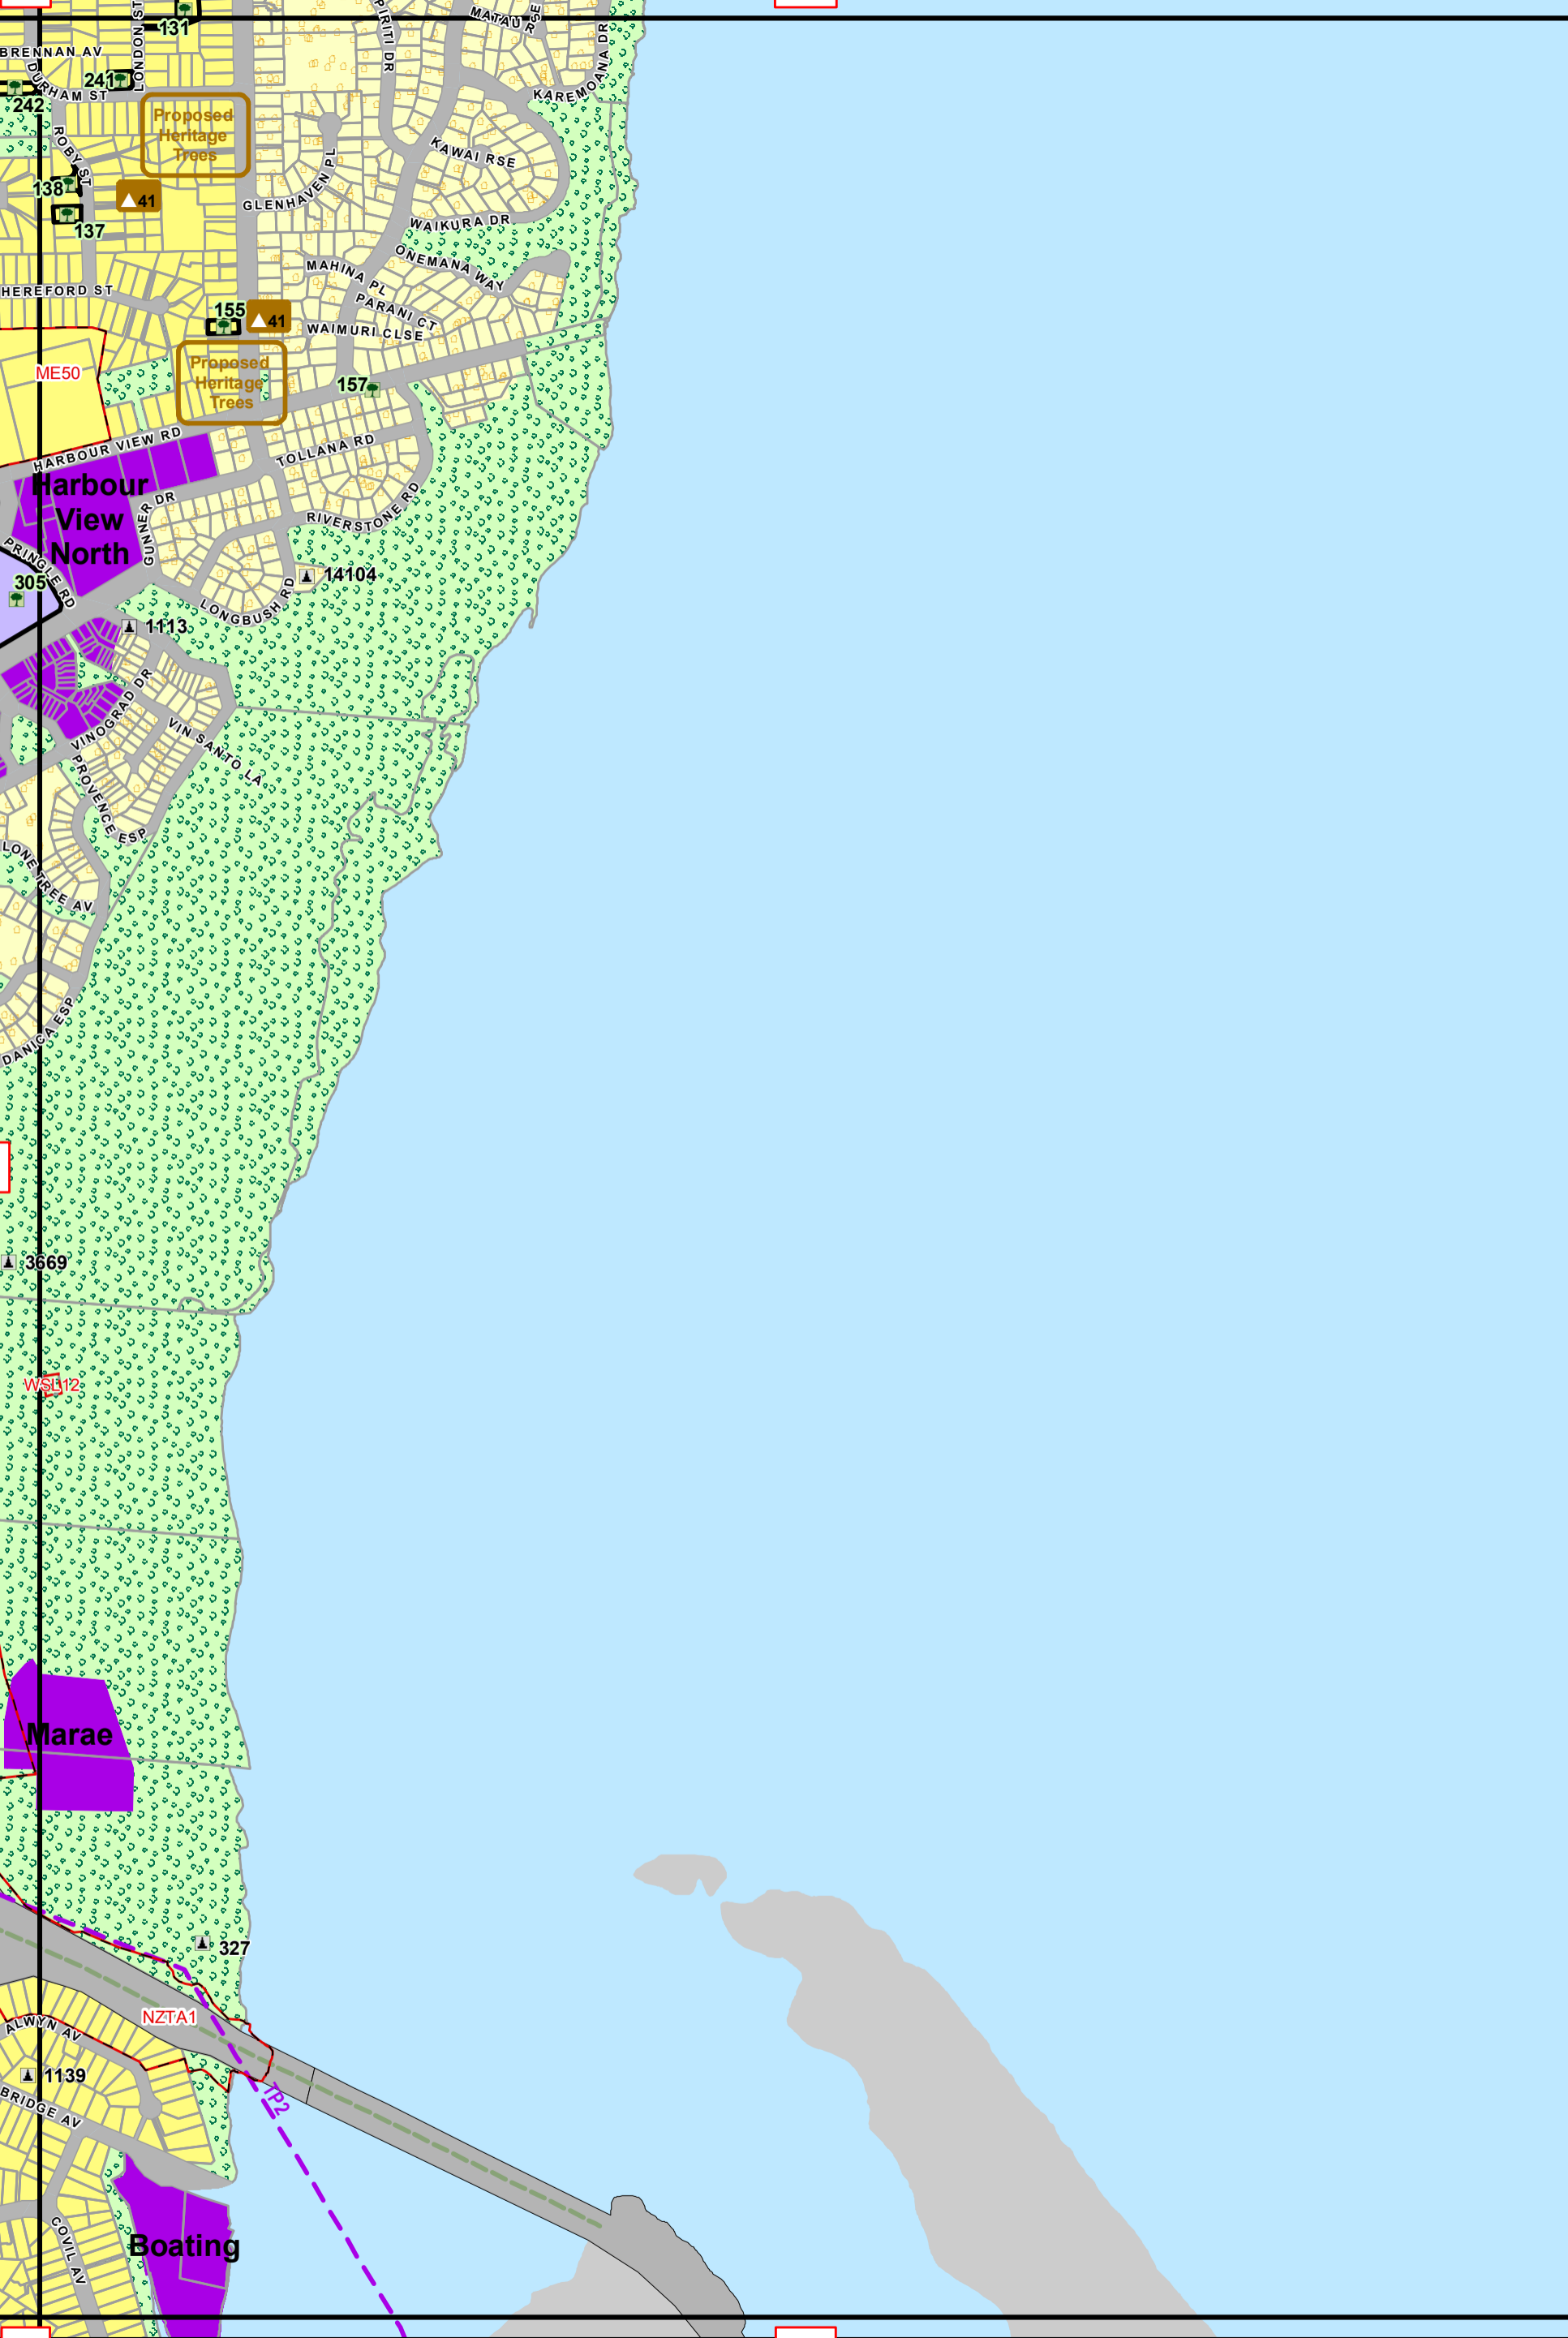 131
MATAU RSE
PIRITI DR
LONDON ST
BRENNAN AV
241
DURHAM ST
242
KAREMOANA DR
Proposed
Heritage
Trees
ROBY ST
KAWAI RSE
138
41
GLENHAVEN PL
137
WAIKURA DR
ONEMANA WAY
MAHINA PL
HEREFORD ST
PARANI CT
155
41
WAIMURI CLSE
Proposed
Heritage
Trees
ME50
157
HARBOUR VIEW RD
TOLLANA RD
Harbour
View
North
GUNNER DR
RIVERSTONE RD
PRINGLE RD
305
14104
LONGBUSH RD
1113
VINOGRAD DR
VIN SANTO LA
PROVENCE ESP
LONE TREE AV
DANICA ESP
3669
WSL12
Marae
327
NZTA1
ALWYN AV
1139
BRIDGE AV
TP2
COVIL AV
Boating